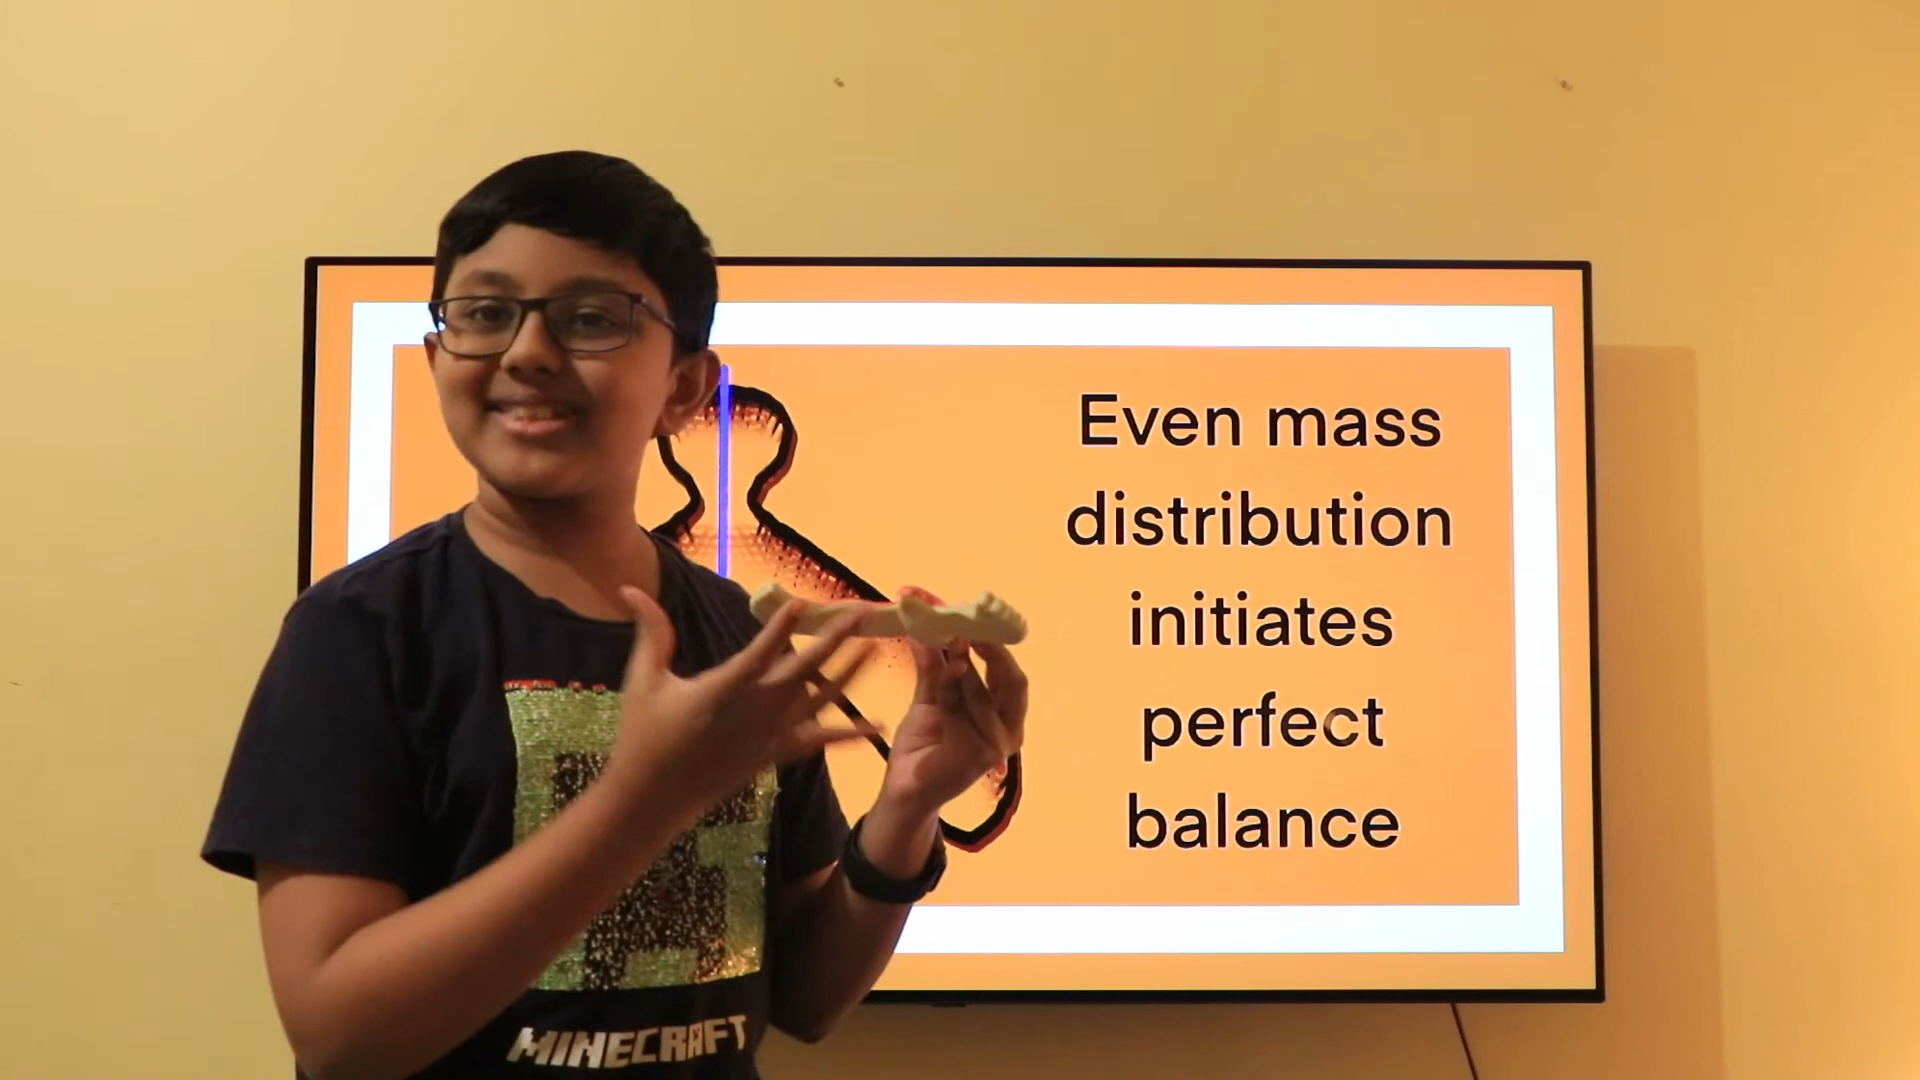 Even mass
distribution
initiates
perfect
balance
MINECRAFT